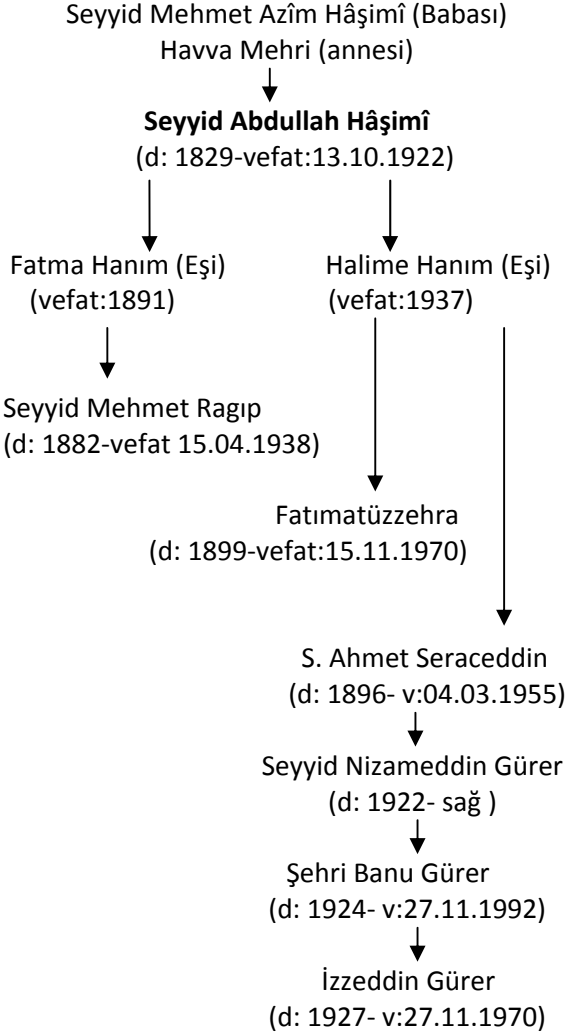 Seyyid Mehmet Azîm Hâşimî (Babası)
Havva Mehri (annesi)
Seyyid Abdullah Hâşimî
(d: 1829-vefat:13.10.1922)
Fatma Hanım (Eşi)
(vefat:1891)
Halime Hanım (Eşi)
(vefat:1937)
Seyyid Mehmet Ragıp
(d: 1882-vefat 15.04.1938)
Fatımatüzzehra
(d: 1899-vefat:15.11.1970)
S. Ahmet Seraceddin
(d: 1896- v:04.03.1955)
Seyyid Nizameddin Gürer
(d: 1922- sağ )
Şehri Banu Gürer
(d: 1924- v:27.11.1992)
İzzeddin Gürer
(d: 1927- v:27.11.1970)